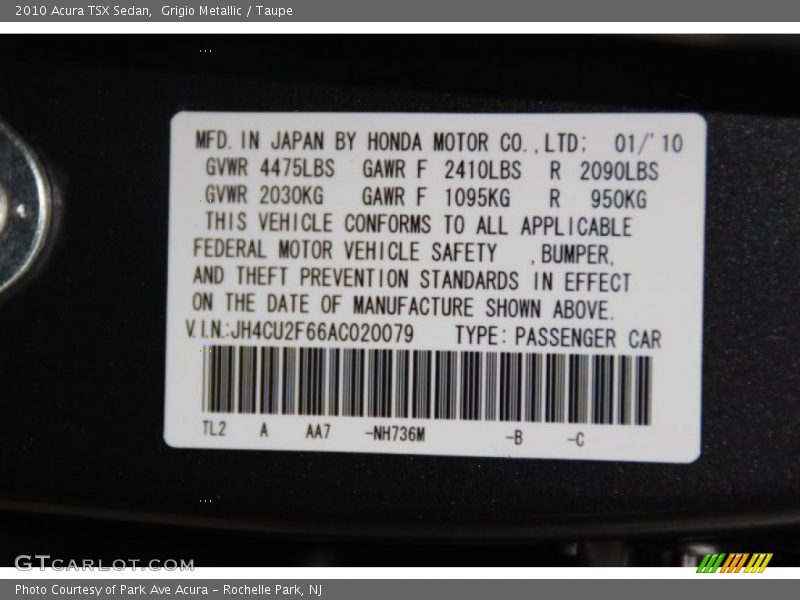 2010 Acura TSX Sedan, Grigio Metallic / Taupe
MFD. IN JAPAN BY HONDA MOTOR CO., LTD; 01/'10
GVWR 4475LBS GAWR F 2410LBS R 2090LBS
GVWR 2030KG GAWR F 1095KG R 950KG
THIS VEHICLE CONFORMS TO ALL APPLICABLE
FEDERAL MOTOR VEHICLE SAFETY , BUMPER,
AND THEFT PREVENTION STANDARDS IN EFFECT
ON THE DATE OF MANUFACTURE SHOWN ABOVE.
V.I.N.:JH4CU2F66AC020079 TYPE: PASSENGER CAR
TL2 A AA7 -NH736M -B -C
GTCARLOT.COM
Photo Courtesy of Park Ave Acura - Rochelle Park, NJ